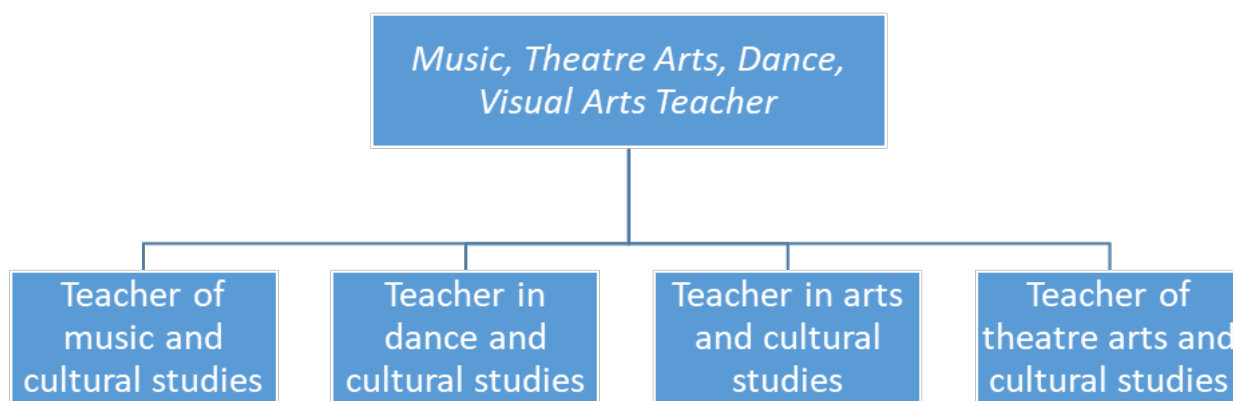 Music, Theatre Arts, Dance,
Visual Arts Teacher
Teacher of
music and
cultural studies
Teacher in
dance and
cultural studies
Teacher in arts
and cultural
studies
Teacher of
theatre arts and
cultural studies